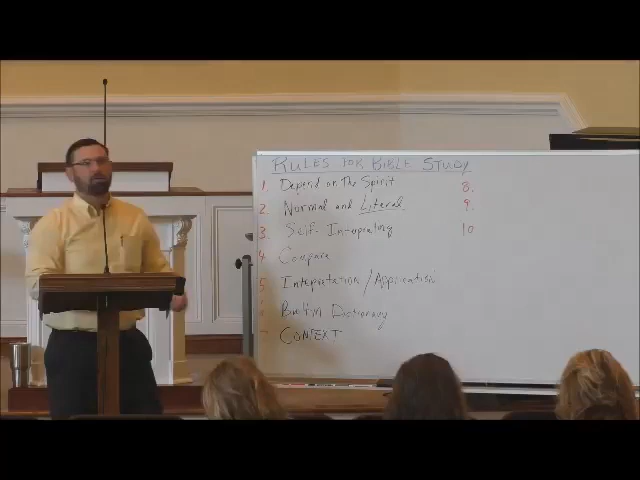 RULES FOR BIBLE STUDY
1. Depend on The Spirit
2. Normal and Literal
3. Self-Interpretating
4. Compare
5. Interpretation / Application
Built in Dictionary
CONTEXT
8.
9.
10